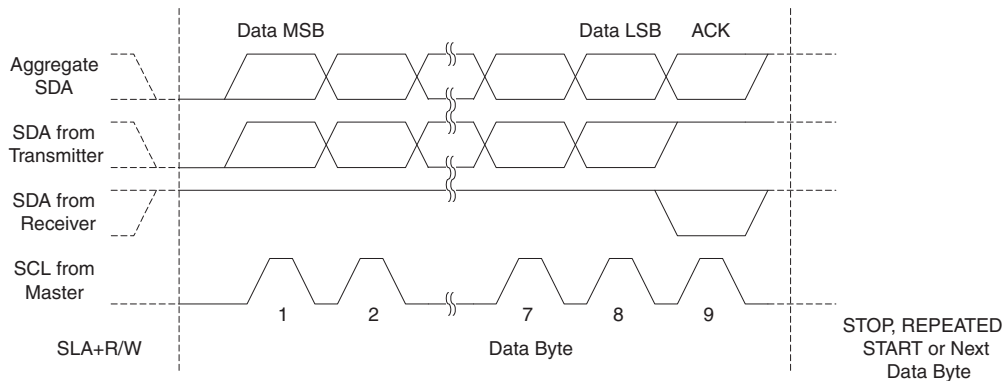 Data MSB
Data LSB
ACK
Aggregate
SDA
SDA from
Transmitter
SDA from
Receiver
SCL from
Master
1
2
7
8
9
SLA+R/W
Data Byte
STOP, REPEATED
START or Next
Data Byte